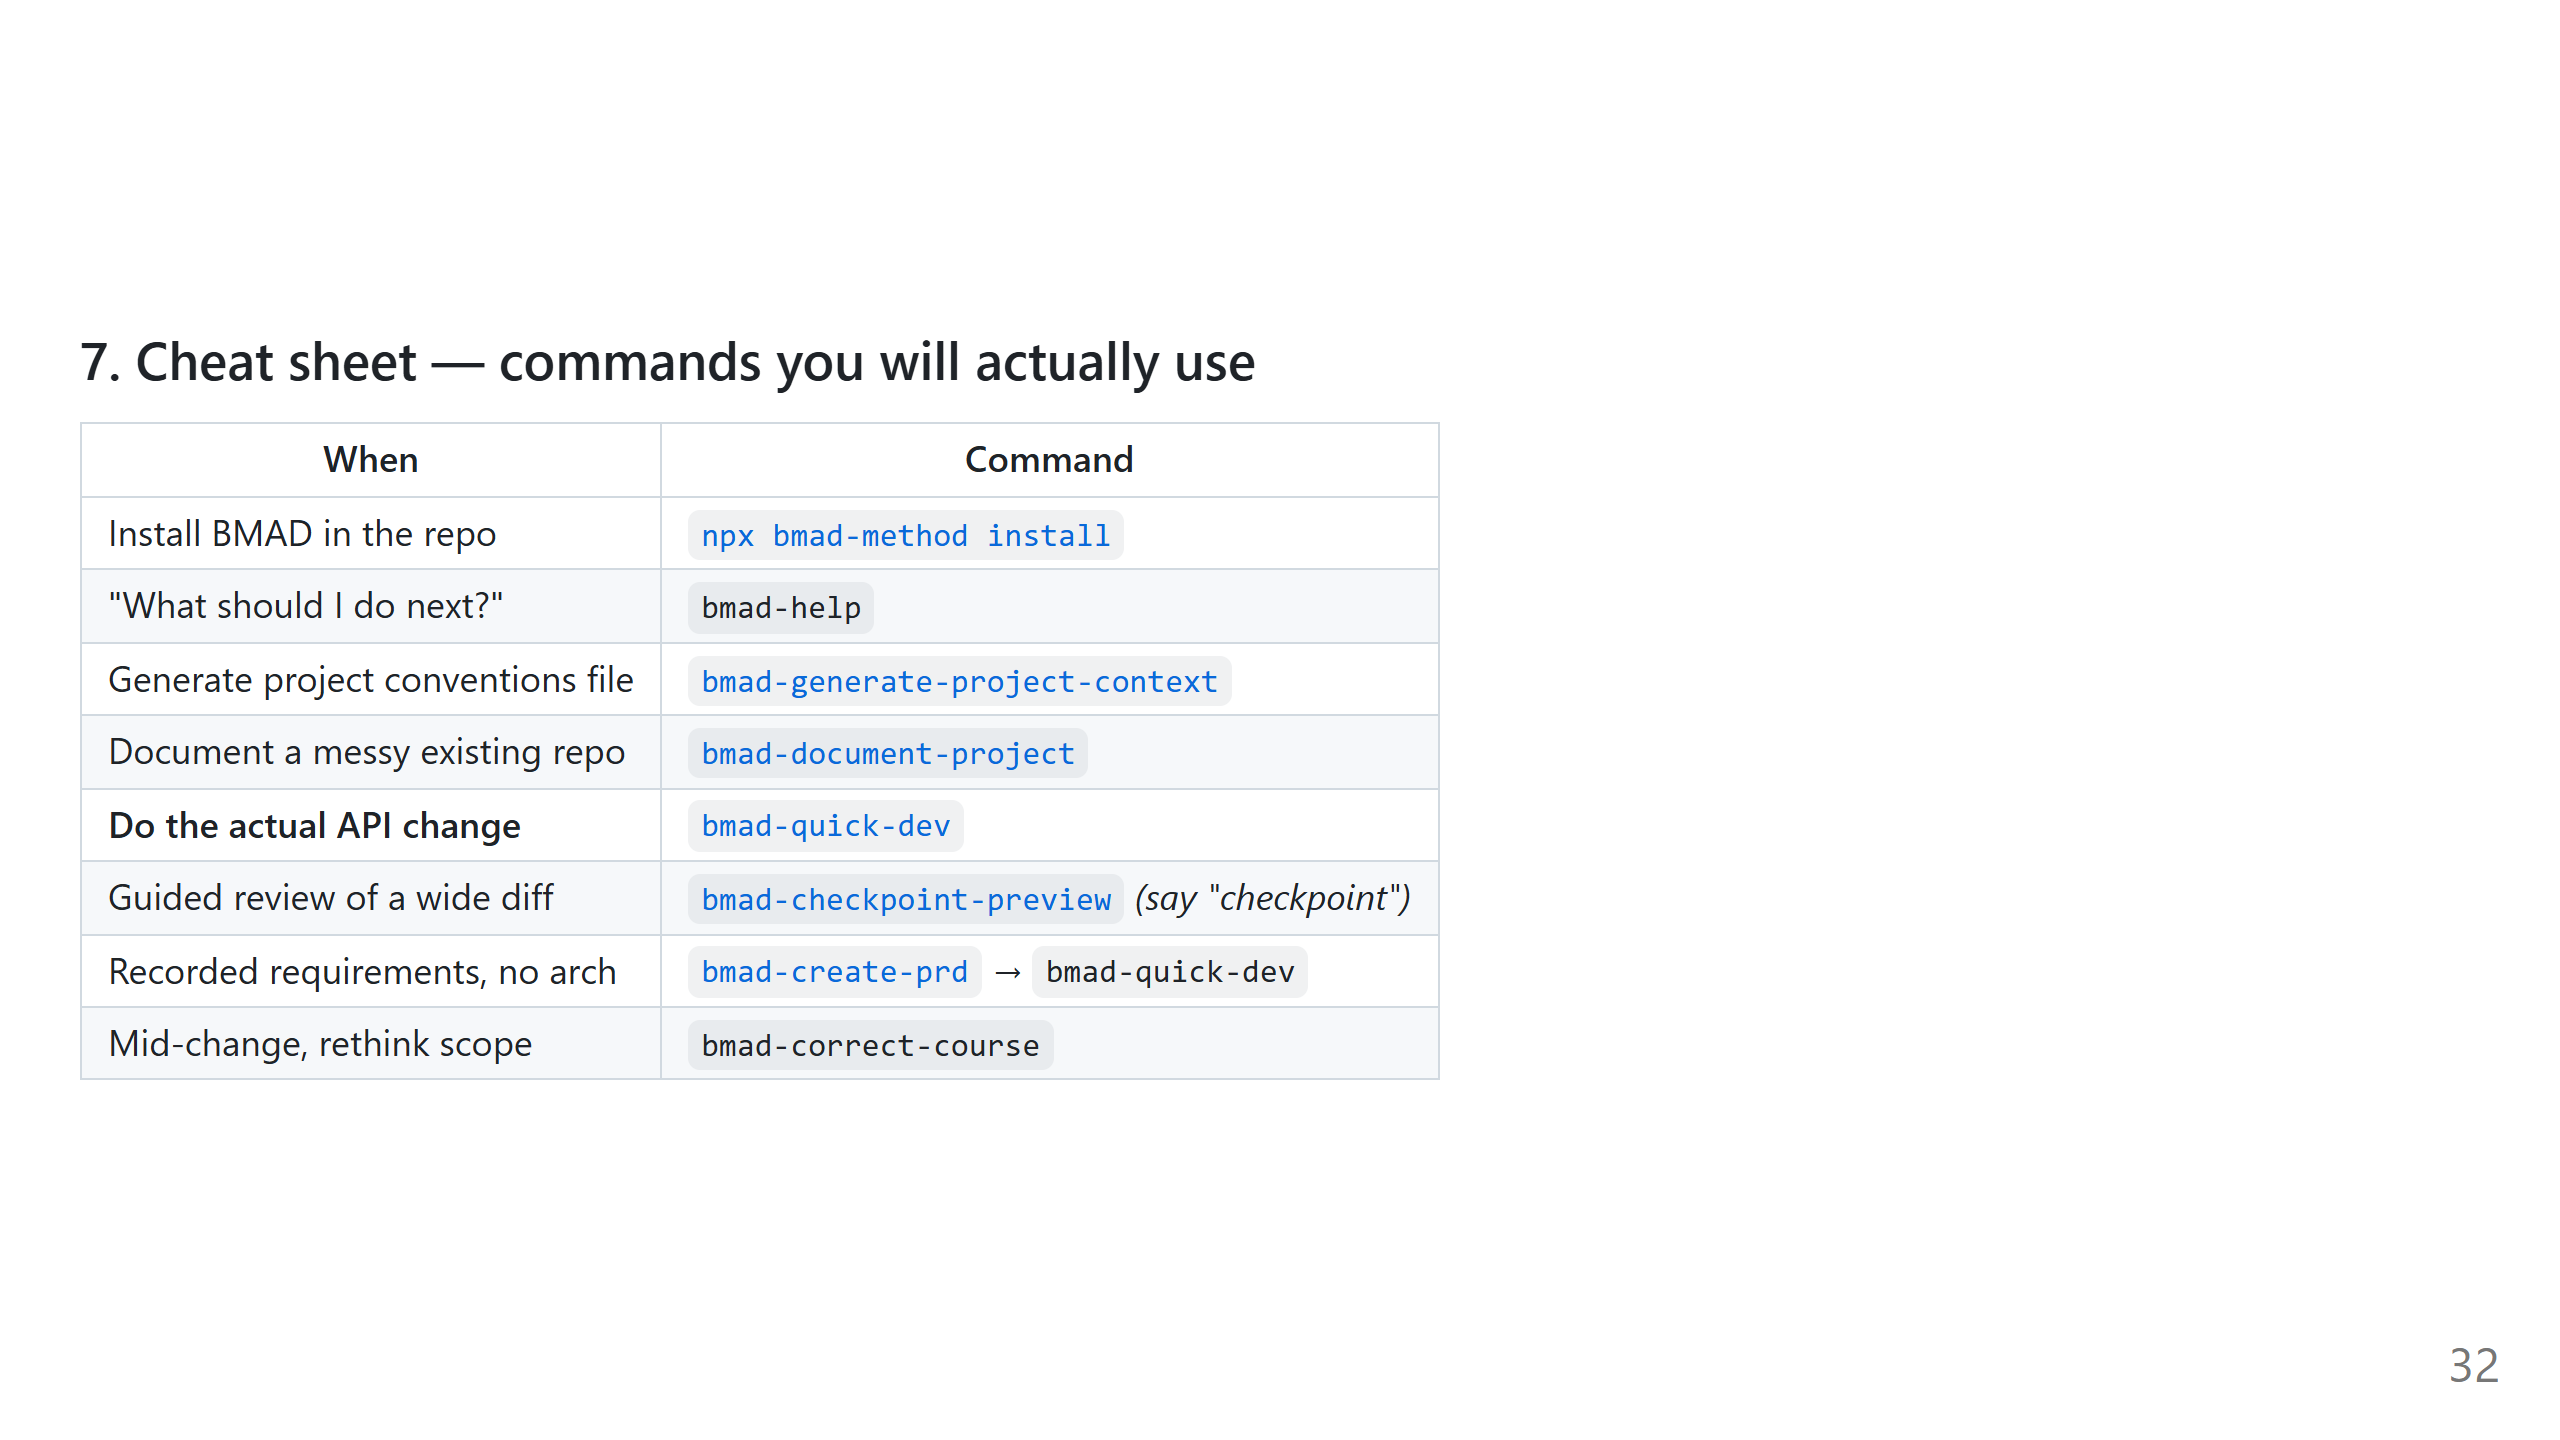 7. Cheat sheet — commands you will actually use
When Command
Install BMAD in the repo npx bmad-method install
"What should I do next?" bmad-help
Generate project conventions file bmad-generate-project-context
Document a messy existing repo bmad-document-project
Do the actual API change bmad-quick-dev
Guided review of a wide diff bmad-checkpoint-preview (say "checkpoint")
Recorded requirements, no arch bmad-create-prd → bmad-quick-dev
Mid-change, rethink scope bmad-correct-course
32